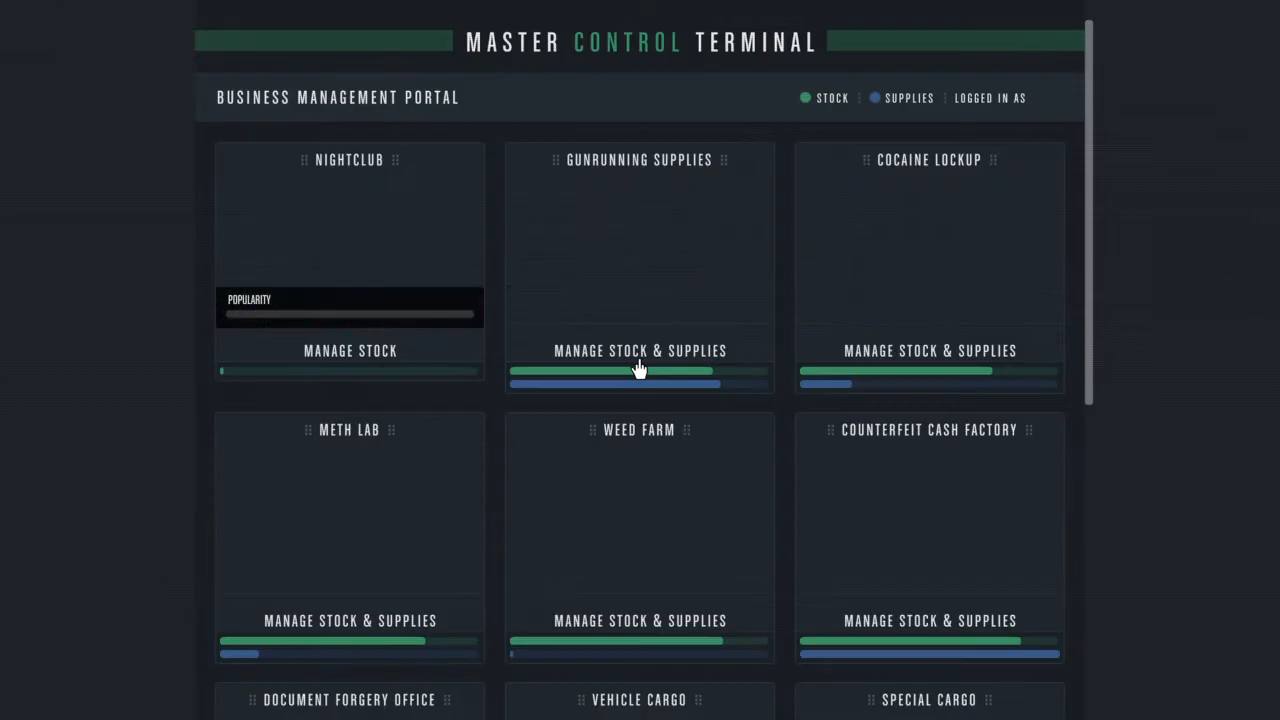 MASTER CONTROL TERMINAL
BUSINESS MANAGEMENT PORTAL
STOCK
SUPPLIES
LOGGED IN AS
NIGHTCLUB
GUNRUNNING SUPPLIES
COCAINE LOCKUP
POPULARITY
MANAGE STOCK
MANAGE STOCK & SUPPLIES
MANAGE STOCK & SUPPLIES
METH LAB
WEED FARM
COUNTERFEIT CASH FACTORY
MANAGE STOCK & SUPPLIES
MANAGE STOCK & SUPPLIES
MANAGE STOCK & SUPPLIES
DOCUMENT FORGERY OFFICE
VEHICLE CARGO
SPECIAL CARGO